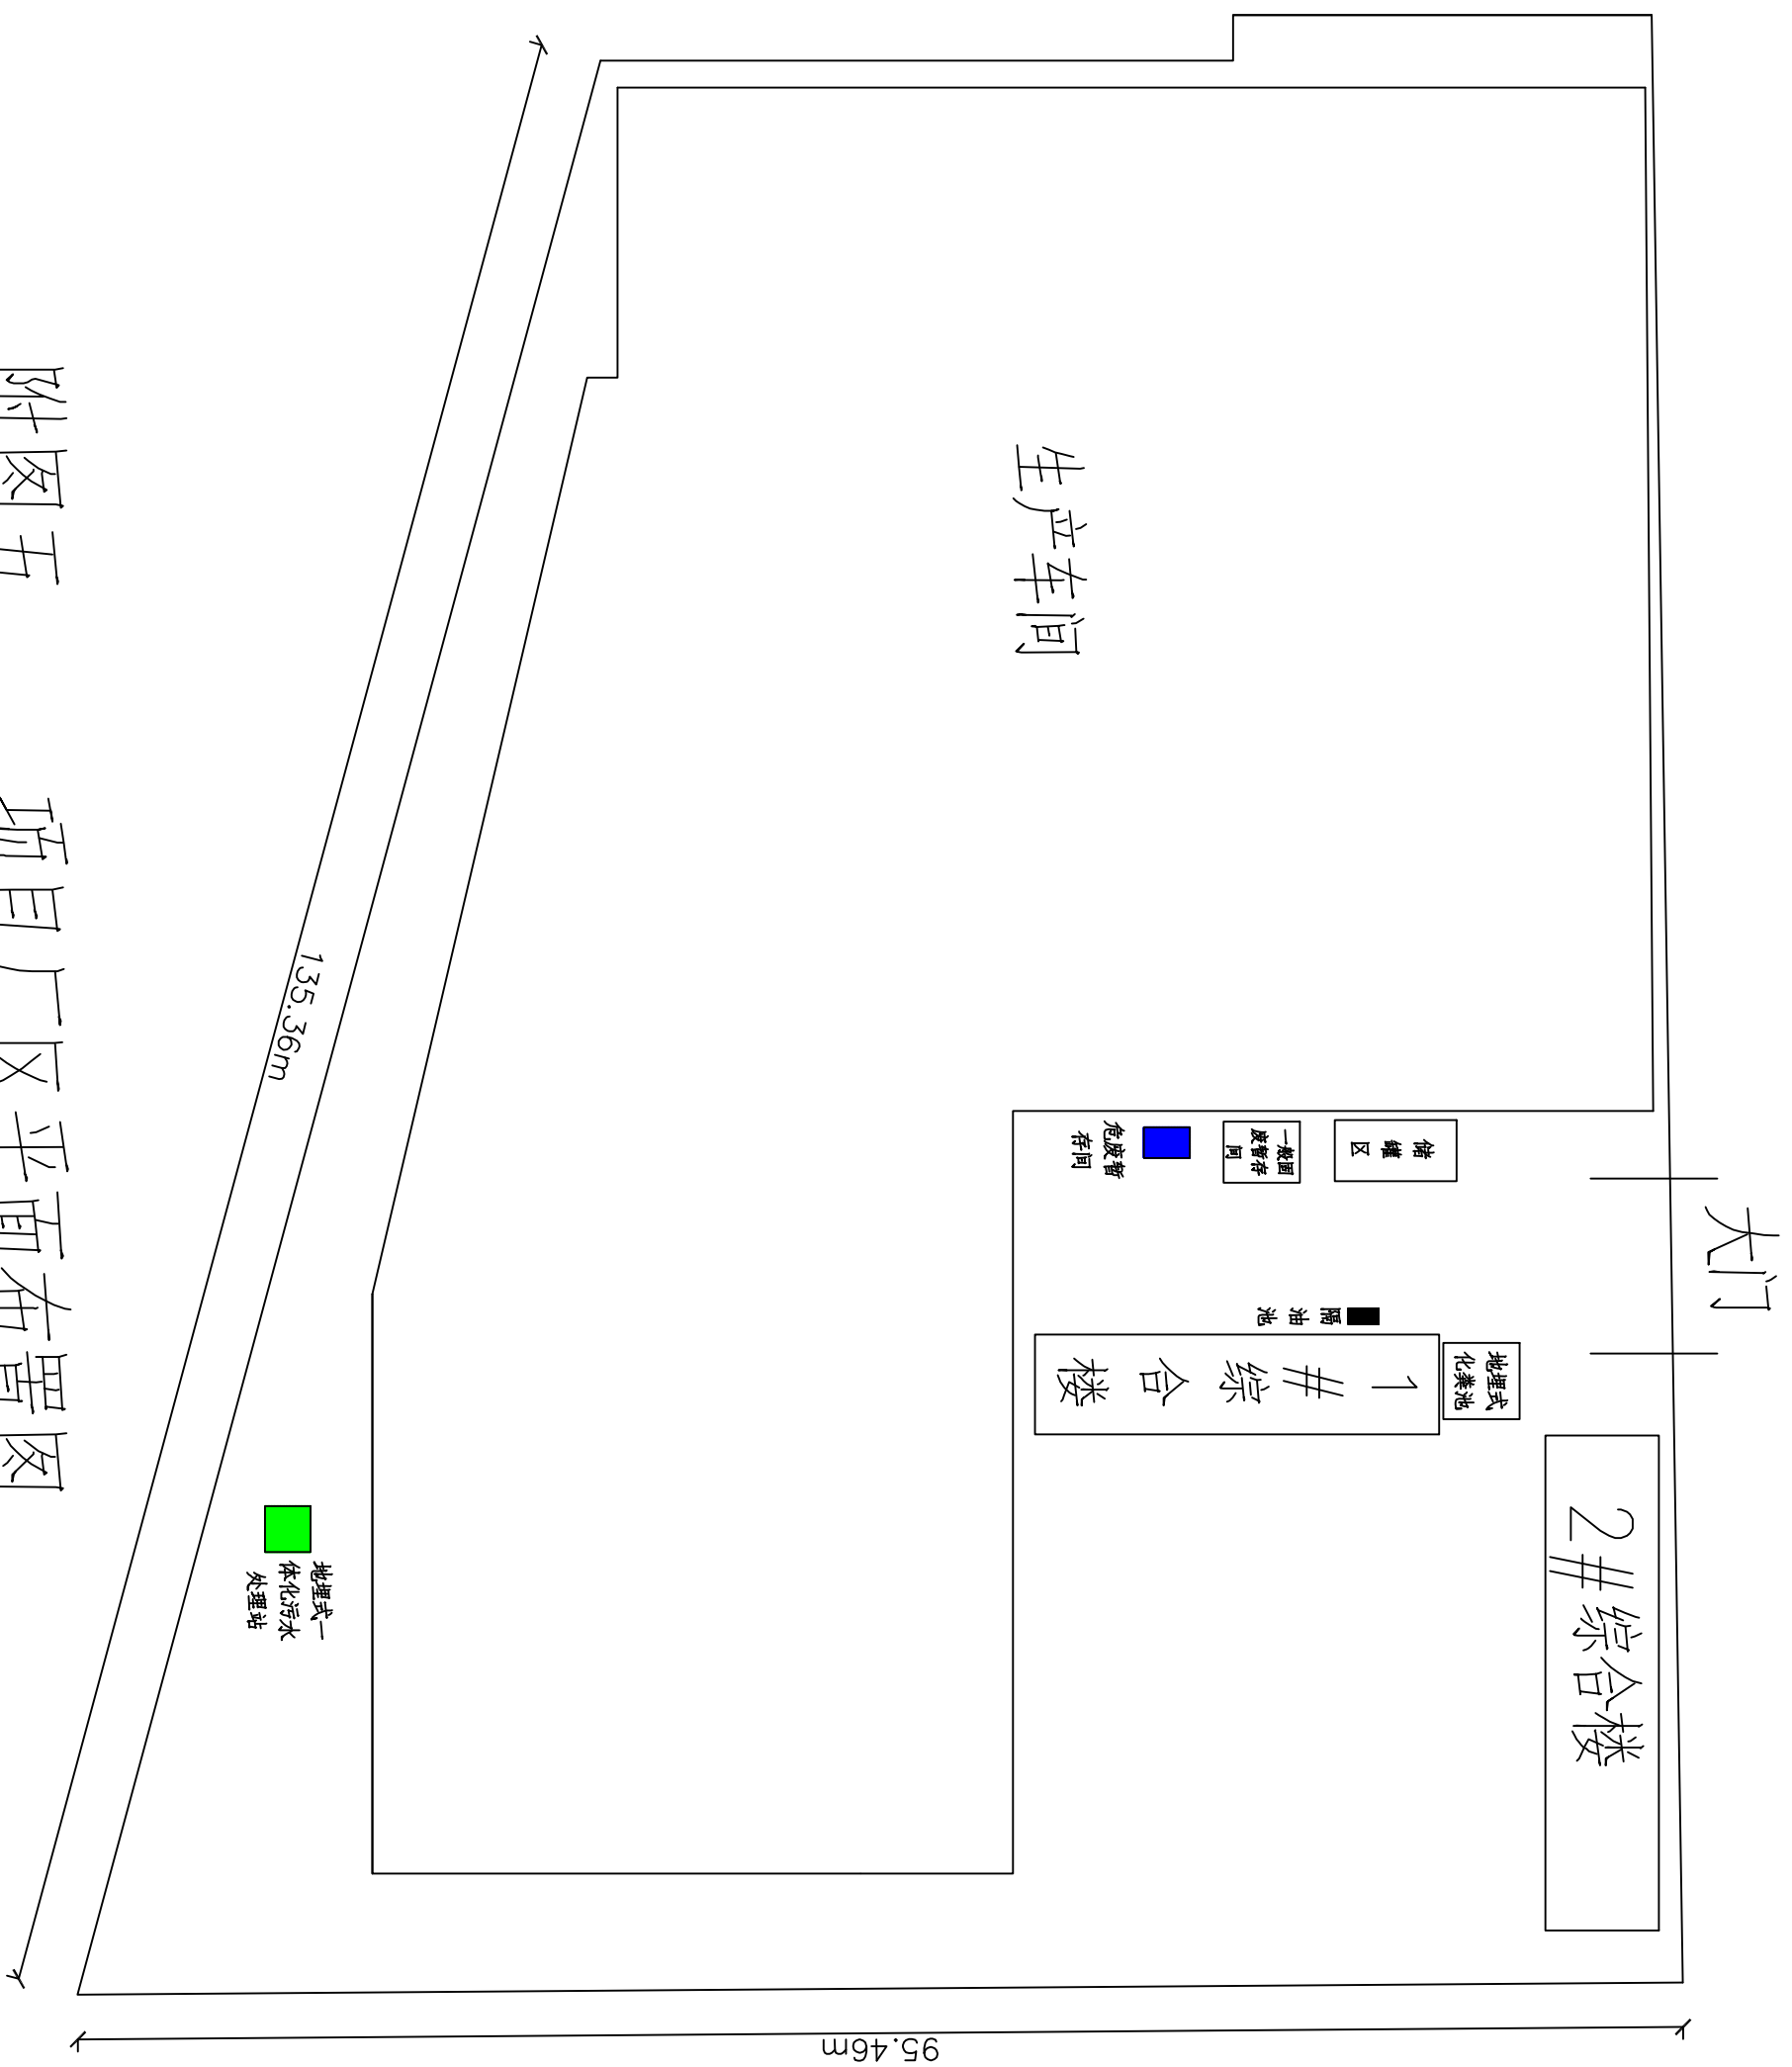 大门
生产车间
储罐区
一般固
废暂存
间
危废暂
存间
隔油池
地埋式
化粪池
1#综合楼
2#综合楼
地埋式一
体化污水
处理站
135.36m
95.46m
附图五 项目厂区平面布置图